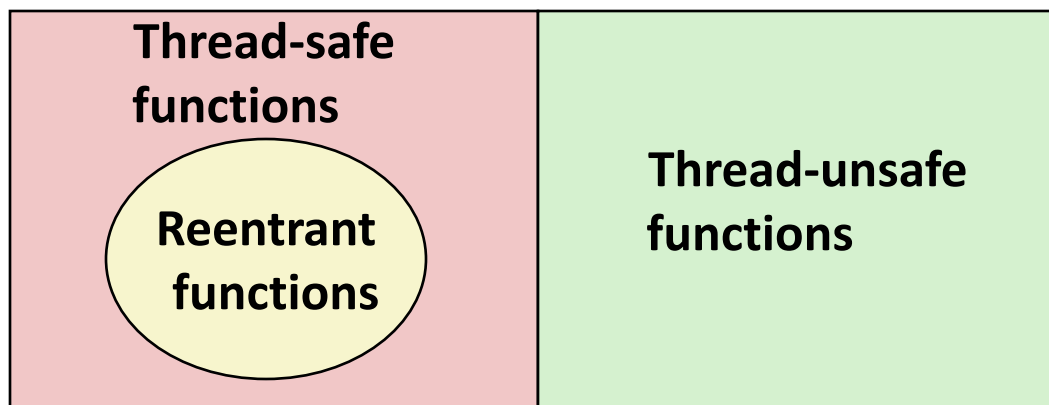 Thread-safe
functions
Reentrant
functions
Thread-unsafe
functions